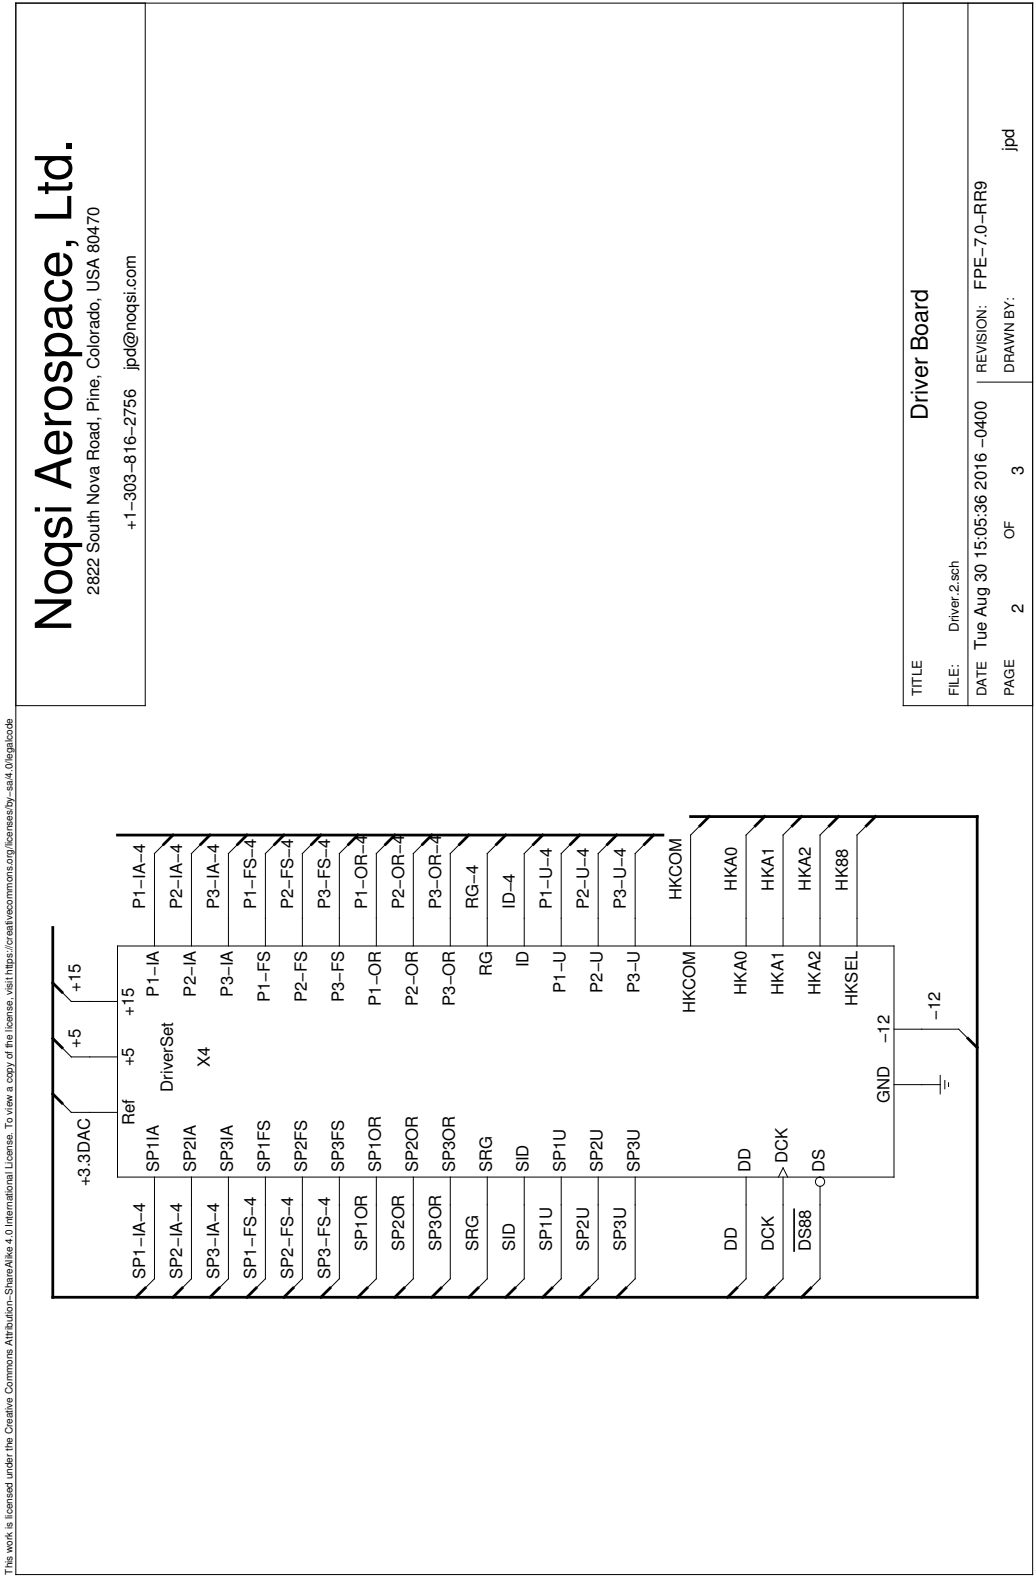 This work is licensed under the Creative Commons Attribution−ShareAlike 4.0 International License. To view a copy of the license, visit https://creativecommons.org/licenses/by−sa/4.0/legalcode
Noqsi Aerospace, Ltd.
2822 South Nova Road, Pine, Colorado, USA 80470
+1−303−816−2756 jpd@noqsi.com
+3.3DAC
+5
+15
Ref
+5
+15
DriverSet
X4
SP1−IA−4 SP1IA P1−IA P1−IA−4
SP2−IA−4 SP2IA P2−IA P2−IA−4
SP3−IA−4 SP3IA P3−IA P3−IA−4
SP1−FS−4 SP1FS P1−FS P1−FS−4
SP2−FS−4 SP2FS P2−FS P2−FS−4
SP3−FS−4 SP3FS P3−FS P3−FS−4
SP1OR SP1OR P1−OR P1−OR−4
SP2OR SP2OR P2−OR P2−OR−4
SP3OR SP3OR P3−OR P3−OR−4
SRG SRG RG RG−4
SID SID ID ID−4
SP1U SP1U P1−U P1−U−4
SP2U SP2U P2−U P2−U−4
SP3U SP3U P3−U P3−U−4
HKCOM HKCOM
DD DD HKA0 HKA0
DCK DCK HKA1 HKA1
DS88 DS HKA2 HKA2
HKSEL HK88
GND −12
−12
TITLE
Driver Board
FILE: Driver.2.sch
DATE Tue Aug 30 15:05:36 2016 −0400 REVISION: FPE−7.0−RR9
PAGE 2 OF 3 DRAWN BY: jpd